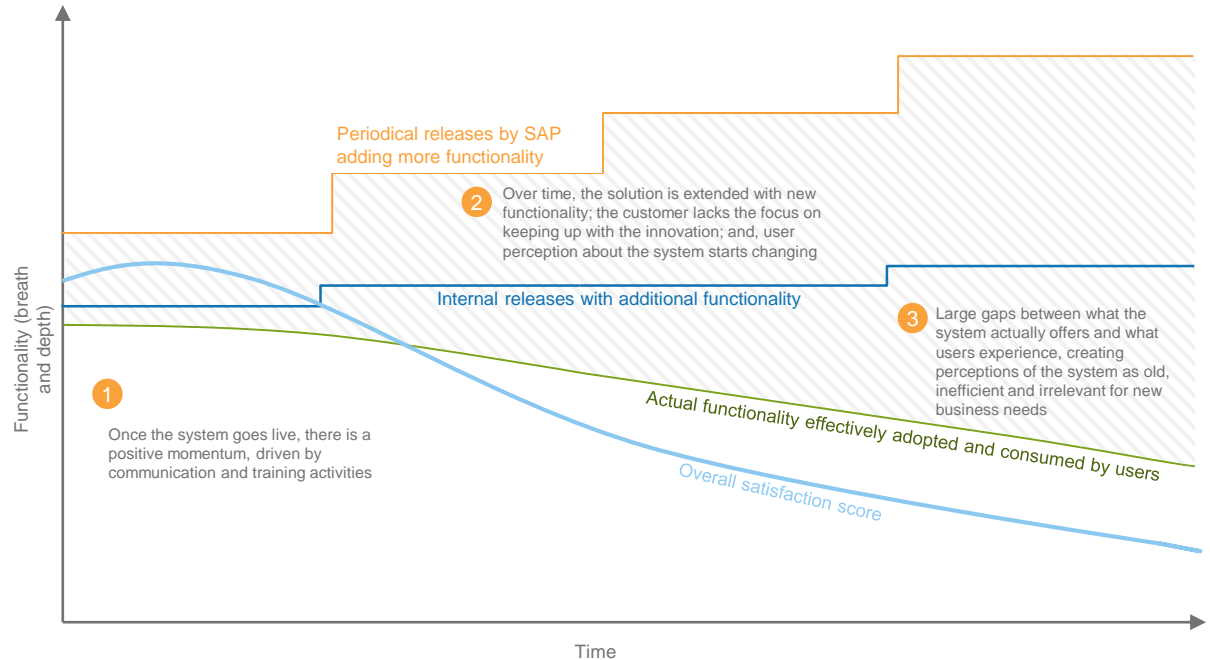 Periodical releases by SAP
adding more functionality
2
Over time, the solution is extended with new
functionality; the customer lacks the focus on
keeping up with the innovation; and, user
perception about the system starts changing
Internal releases with additional functionality
3
Large gaps between what the
system actually offers and what
users experience, creating
perceptions of the system as old,
inefficient and irrelevant for new
business needs
Functionality (breath
and depth)
1
Once the system goes live, there is a
positive momentum, driven by
communication and training activities
Actual functionality effectively adopted and consumed by users
Overall satisfaction score
Time